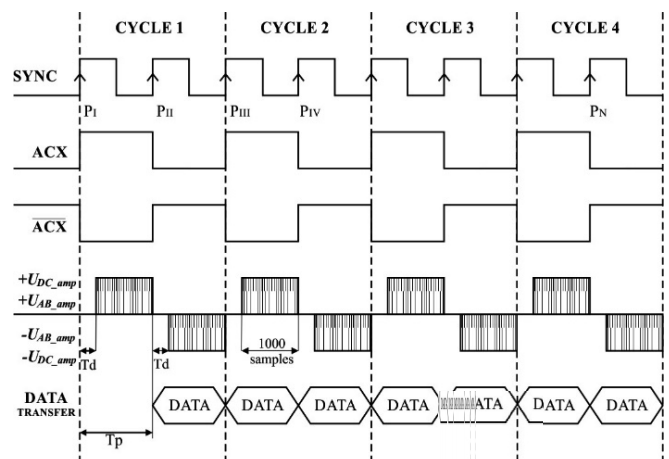 CYCLE 1 CYCLE 2 CYCLE 3 CYCLE 4
SYNC
PI PII PIII PIV PN
ACX
ACX
+UDC_amp
+UAB_amp
-UAB_amp
-UDC_amp
Td Td 1000
samples
DATA
TRANSFER
DATA DATA DATA DATA DATA DATA DATA
Tp